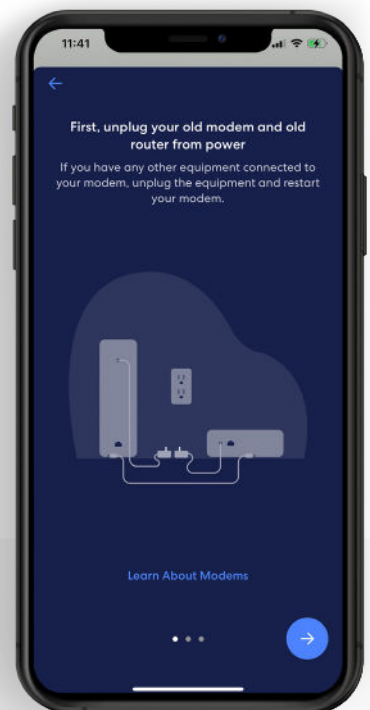 11:41
First, unplug your old modem and old
router from power
If you have any other equipment connected to
your modem, unplug the equipment and restart
your modem.
Learn About Modems